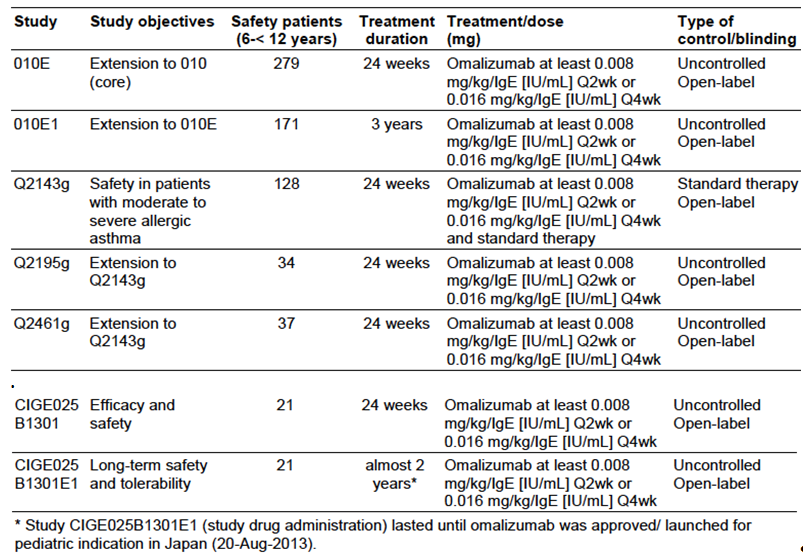 Study Study objectives Safety patients (6-< 12 years) Treatment duration Treatment/dose (mg) Type of control/blinding
010E Extension to 010 (core) 279 24 weeks Omalizumab at least 0.008 mg/kg/IgE [IU/mL] Q2wk or 0.016 mg/kg/IgE [IU/mL] Q4wk Uncontrolled Open-label
010E1 Extension to 010E 171 3 years Omalizumab at least 0.008 mg/kg/IgE [IU/mL] Q2wk or 0.016 mg/kg/IgE [IU/mL] Q4wk Uncontrolled Open-label
Q2143g Safety in patients with moderate to severe allergic asthma 128 24 weeks Omalizumab at least 0.008 mg/kg/IgE [IU/mL] Q2wk or 0.016 mg/kg/IgE [IU/mL] Q4wk and standard therapy Standard therapy Open-label
Q2195g Extension to Q2143g 34 24 weeks Omalizumab at least 0.008 mg/kg/IgE [IU/mL] Q2wk or 0.016 mg/kg/IgE [IU/mL] Q4wk Uncontrolled Open-label
Q2461g Extension to Q2143g 37 24 weeks Omalizumab at least 0.008 mg/kg/IgE [IU/mL] Q2wk or 0.016 mg/kg/IgE [IU/mL] Q4wk Uncontrolled Open-label
CIGE025 B1301 Efficacy and safety 21 24 weeks Omalizumab at least 0.008 mg/kg/IgE [IU/mL] Q2wk or 0.016 mg/kg/IgE [IU/mL] Q4wk Uncontrolled Open-label
CIGE025 B1301E1 Long-term safety and tolerability 21 almost 2 years* Omalizumab at least 0.008 mg/kg/IgE [IU/mL] Q2wk or 0.016 mg/kg/IgE [IU/mL] Q4wk Uncontrolled Open-label
* Study CIGE025B1301E1 (study drug administration) lasted until omalizumab was approved/ launched for
pediatric indication in Japan (20-Aug-2013).